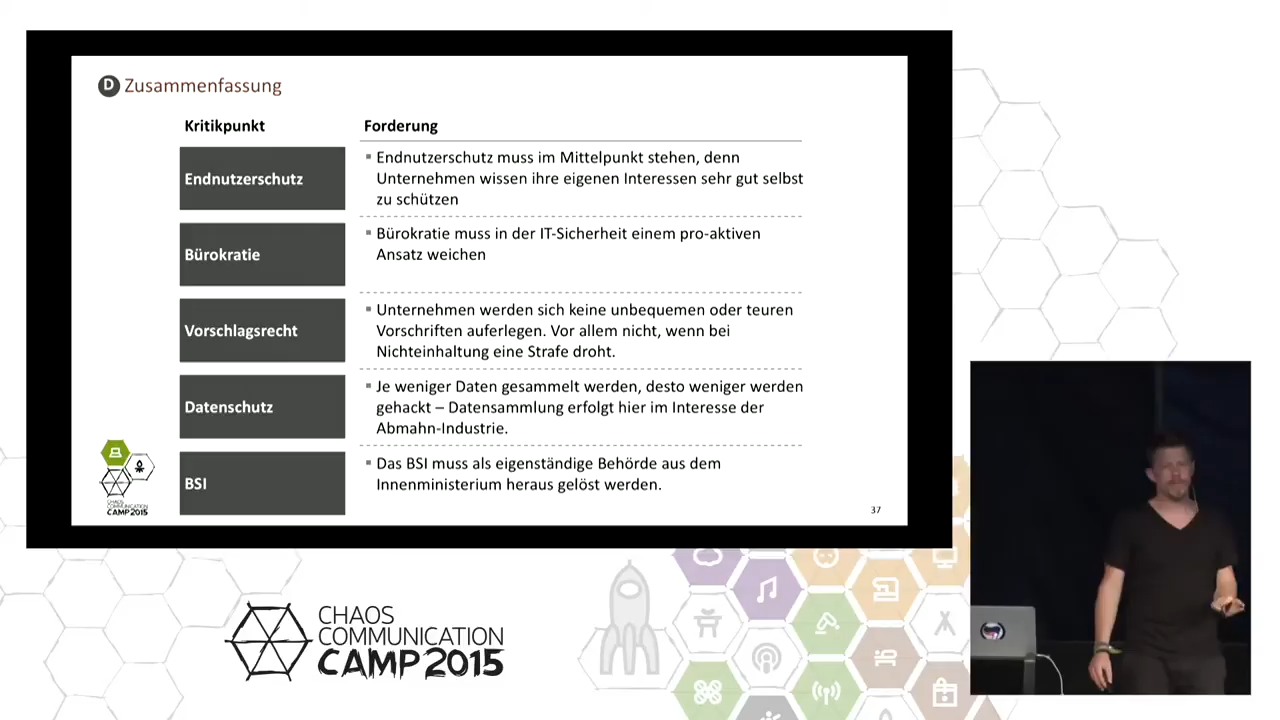 D Zusammenfassung
Kritikpunkt
Forderung
Endnutzerschutz
▪ Endnutzerschutz muss im Mittelpunkt stehen, denn
Unternehmen wissen ihre eigenen Interessen sehr gut selbst
zu schützen
Bürokratie
▪ Bürokratie muss in der IT-Sicherheit einem pro-aktiven
Ansatz weichen
Vorschlagsrecht
▪ Unternehmen werden sich keine unbequemen oder teuren
Vorschriften auferlegen. Vor allem nicht, wenn bei
Nichteinhaltung eine Strafe droht.
Datenschutz
▪ Je weniger Daten gesammelt werden, desto weniger werden
gehackt – Datensammlung erfolgt hier im Interesse der
Abmahn-Industrie.
BSI
▪ Das BSI muss als eigenständige Behörde aus dem
Innenministerium heraus gelöst werden.
CHAOS
COMMUNICATION
CAMP 2015
37
CHAOS
COMMUNICATION
CAMP 2015